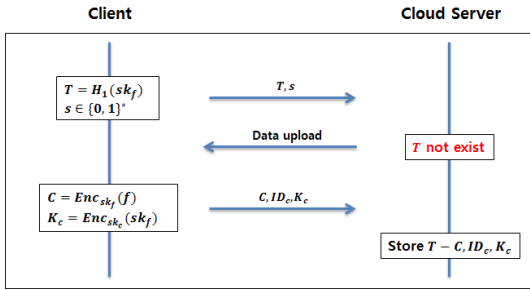 Client
Cloud Server
T = H₁(sk_f)
s ∈ {0, 1}*
T, s
Data upload
T not exist
C = Enc_{sk_f}(f)
K_c = Enc_{sk_c}(sk_f)
C, ID_c, K_c
Store T − C, ID_c, K_c